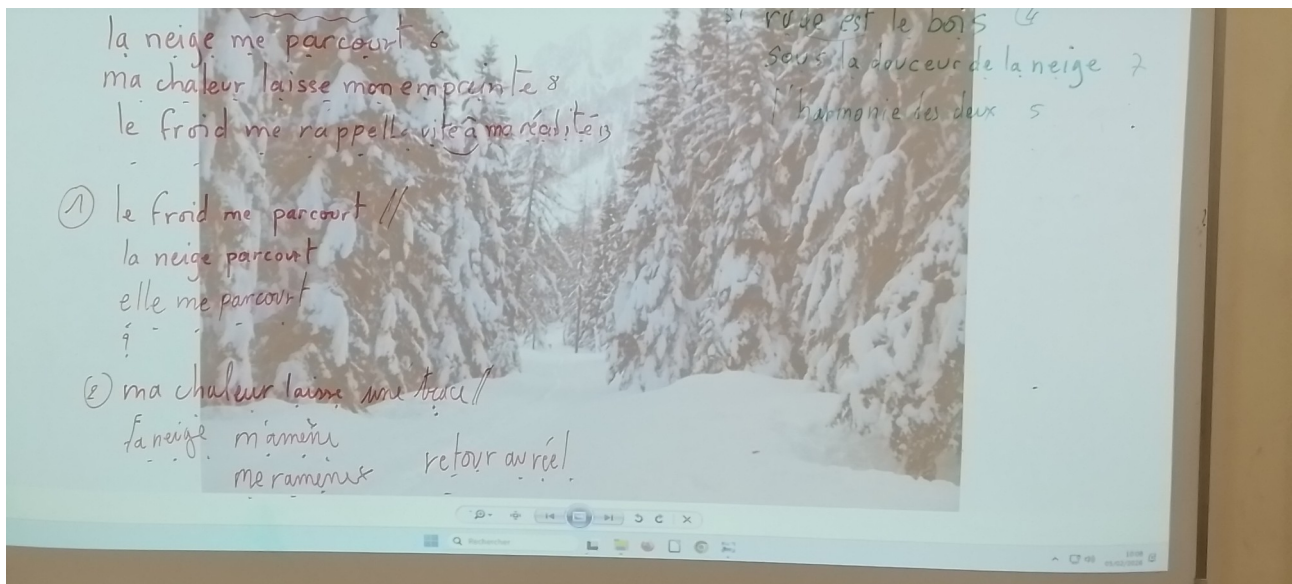 la neige me parcourt 6
ma chaleur laisse mon emprainte 8
le froid me rappelle vite à ma réalité 13
① le froid me parcourt //
la neige parcourt
elle me parcourt
② ma chaleur laisse une trace //
la neige m'amène
me ramène retour au réel
est le bois
sous la douceur de la neige 7
l'harmonie des deux 5
Rechercher